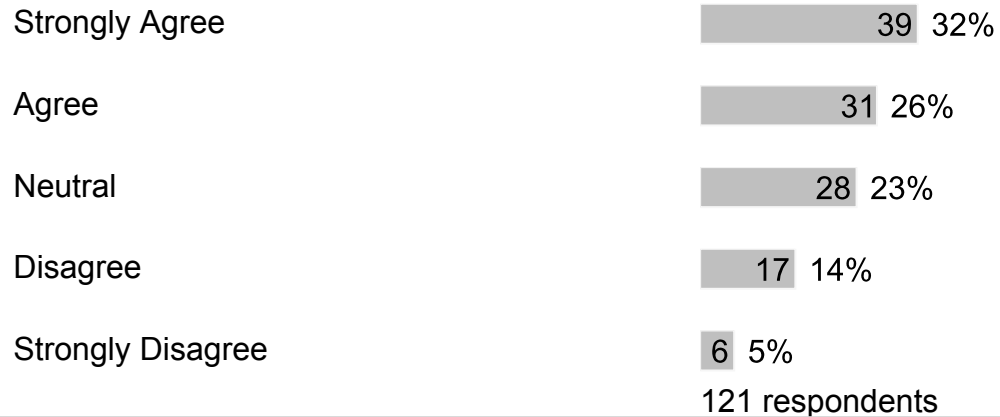 Strongly Agree 39 32%
Agree 31 26%
Neutral 28 23%
Disagree 17 14%
Strongly Disagree 6 5%
121 respondents